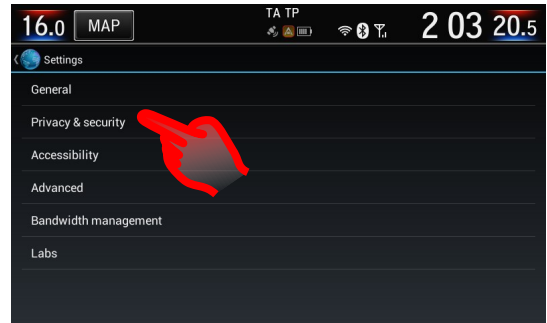 TA TP
16.0 MAP 2 03 20.5
Settings
General
Privacy & security
Accessibility
Advanced
Bandwidth management
Labs